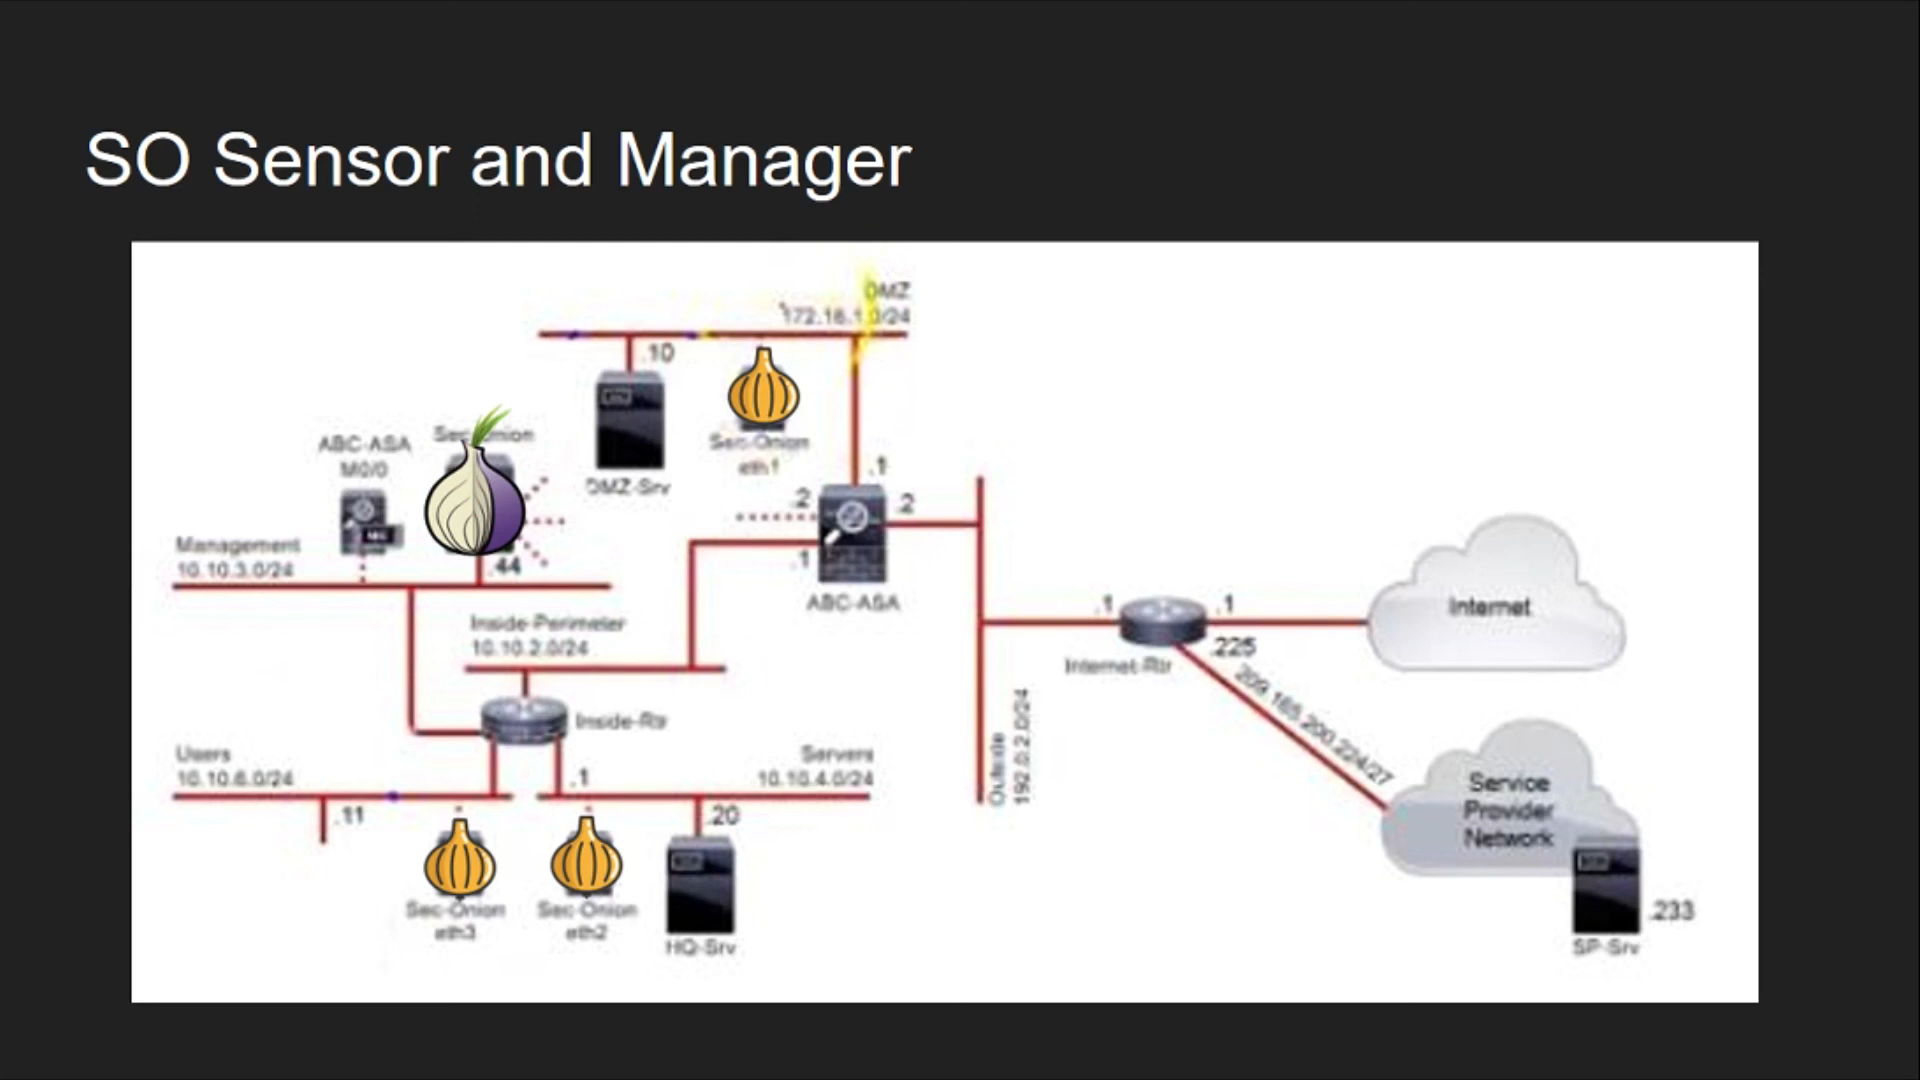 SO Sensor and Manager
DMZ
172.16.1.0/24
.10
Sec-Onion
eth1
DMZ-Srv
ABC-ASA
M0/0
Sec-Onion
.1
.2
.2
.1
ABC-ASA
Management
10.10.3.0/24
.44
Inside-Perimeter
10.10.2.0/24
Inside-Rtr
Users
10.10.6.0/24
.11
Servers
10.10.4.0/24
.1
.20
Sec-Onion
eth3
Sec-Onion
eth2
HQ-Srv
Outside
192.0.2.0/24
.1
.1
.225
Internet-Rtr
Internet
209.165.200.224/27
Service
Provider
Network
.233
SP-Srv